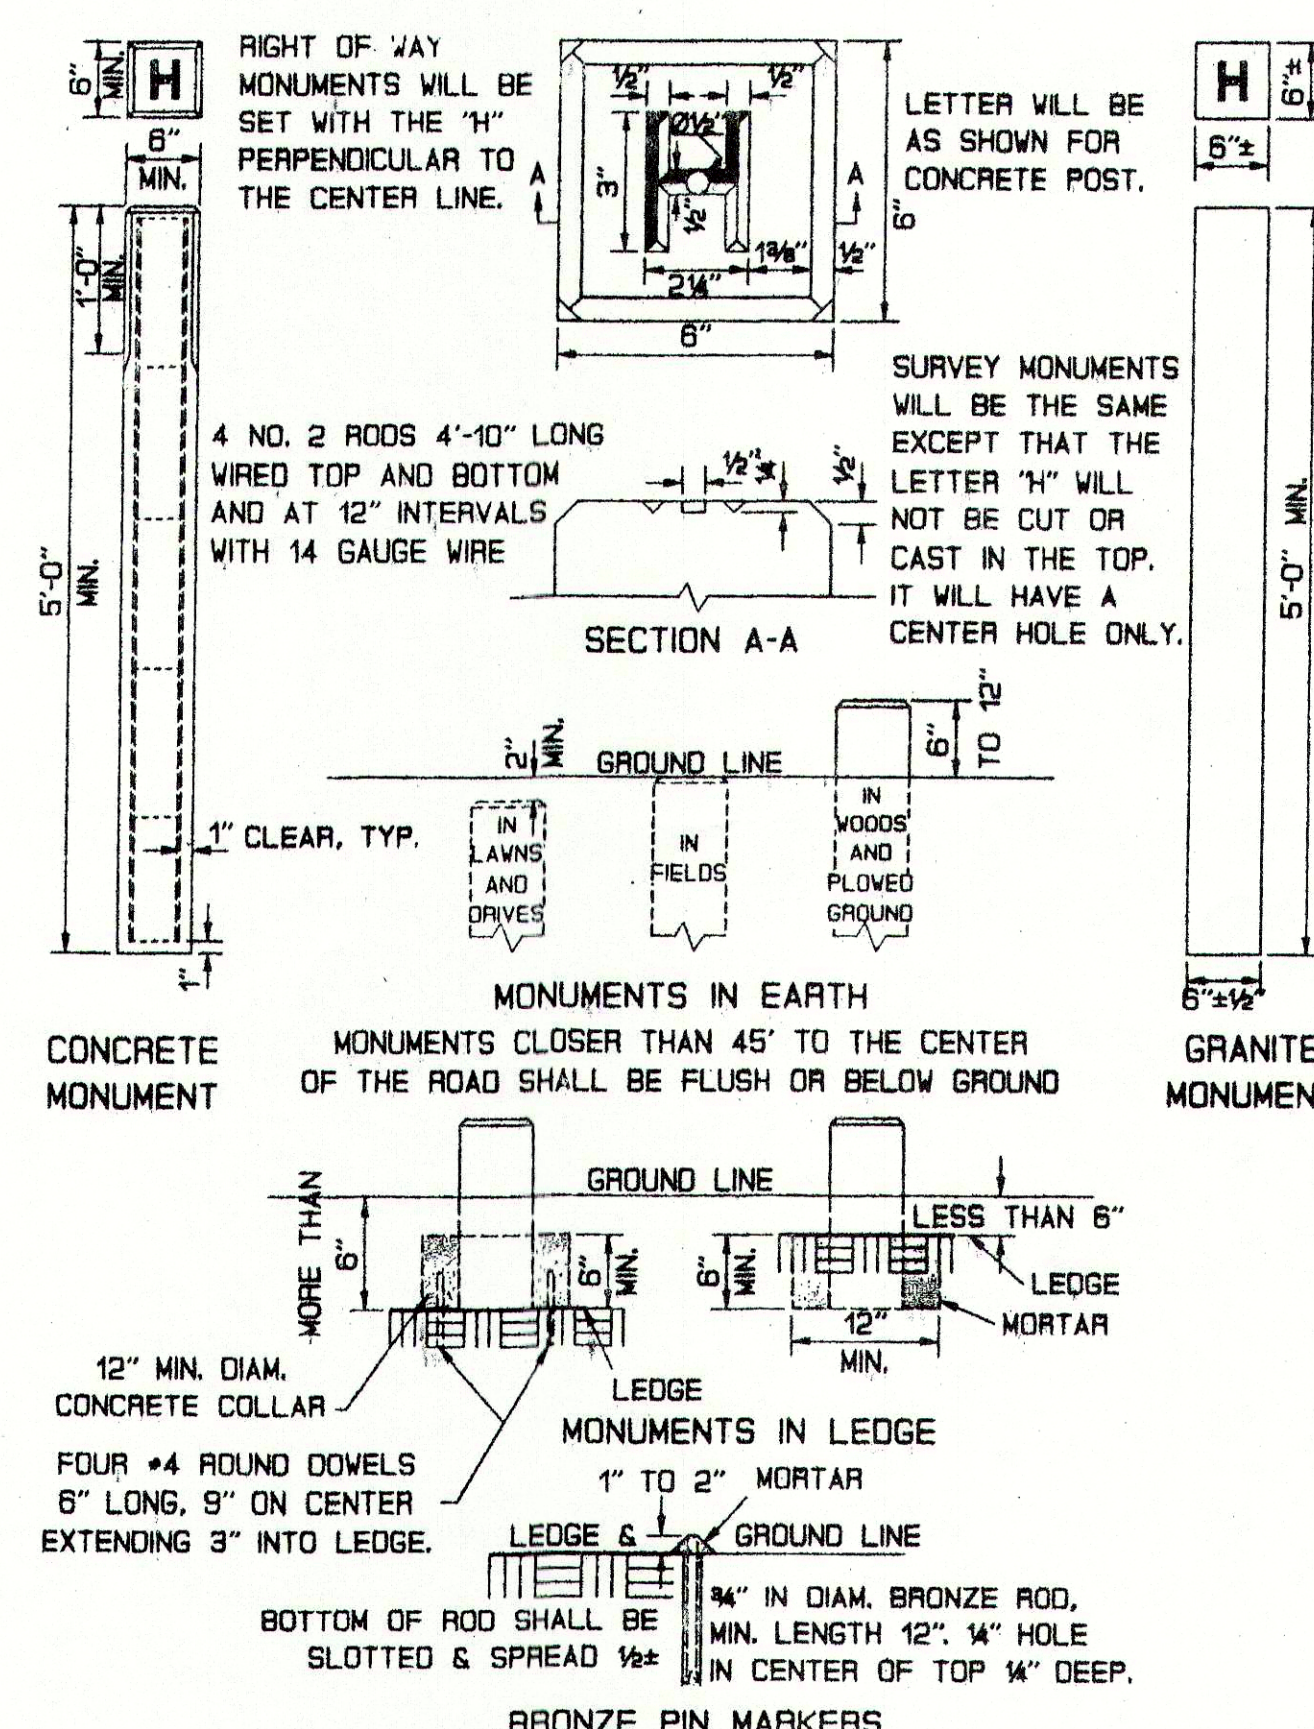 H
6"
MIN.
6"
MIN.
RIGHT OF WAY
MONUMENTS WILL BE
SET WITH THE "H"
PERPENDICULAR TO
THE CENTER LINE.
½"
½"
Ø½"
3"
½"
A
A
1⅜"
½"
2¼"
6"
6"
LETTER WILL BE
AS SHOWN FOR
CONCRETE POST.
H
6"±
6"±
1'-0"
MIN.
5'-0"
MIN.
4 NO. 2 RODS 4'-10" LONG
WIRED TOP AND BOTTOM
AND AT 12" INTERVALS
WITH 14 GAUGE WIRE
½"
¼"
½"
SECTION A-A
SURVEY MONUMENTS
WILL BE THE SAME
EXCEPT THAT THE
LETTER "H" WILL
NOT BE CUT OR
CAST IN THE TOP.
IT WILL HAVE A
CENTER HOLE ONLY.
5'-0" MIN.
2"
MIN.
GROUND LINE
6"
TO 12"
IN
LAWNS
AND
DRIVES
IN
FIELDS
IN
WOODS
AND
PLOWED
GROUND
1" CLEAR, TYP.
1"
6"±½"
MONUMENTS IN EARTH
MONUMENTS CLOSER THAN 45' TO THE CENTER
OF THE ROAD SHALL BE FLUSH OR BELOW GROUND
CONCRETE
MONUMENT
GRANITE
MONUMEN
MORE THAN
6"
GROUND LINE
LESS THAN 6"
6"
MIN.
6"
MIN.
LEDGE
MORTAR
12"
MIN.
12" MIN. DIAM.
CONCRETE COLLAR
LEDGE
MONUMENTS IN LEDGE
FOUR #4 ROUND DOWELS
6" LONG, 9" ON CENTER
EXTENDING 3" INTO LEDGE.
1" TO 2"
MORTAR
LEDGE &
GROUND LINE
BOTTOM OF ROD SHALL BE
SLOTTED & SPREAD ½±
¾" IN DIAM. BRONZE ROD,
MIN. LENGTH 12". ¼" HOLE
IN CENTER OF TOP ¼" DEEP.
BRONZE PIN MARKERS